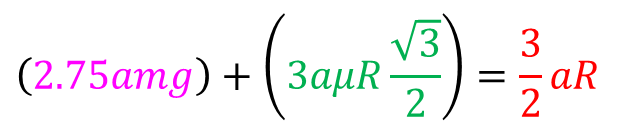 (2.75amg) + (3aμR √3/2) = 3/2 aR